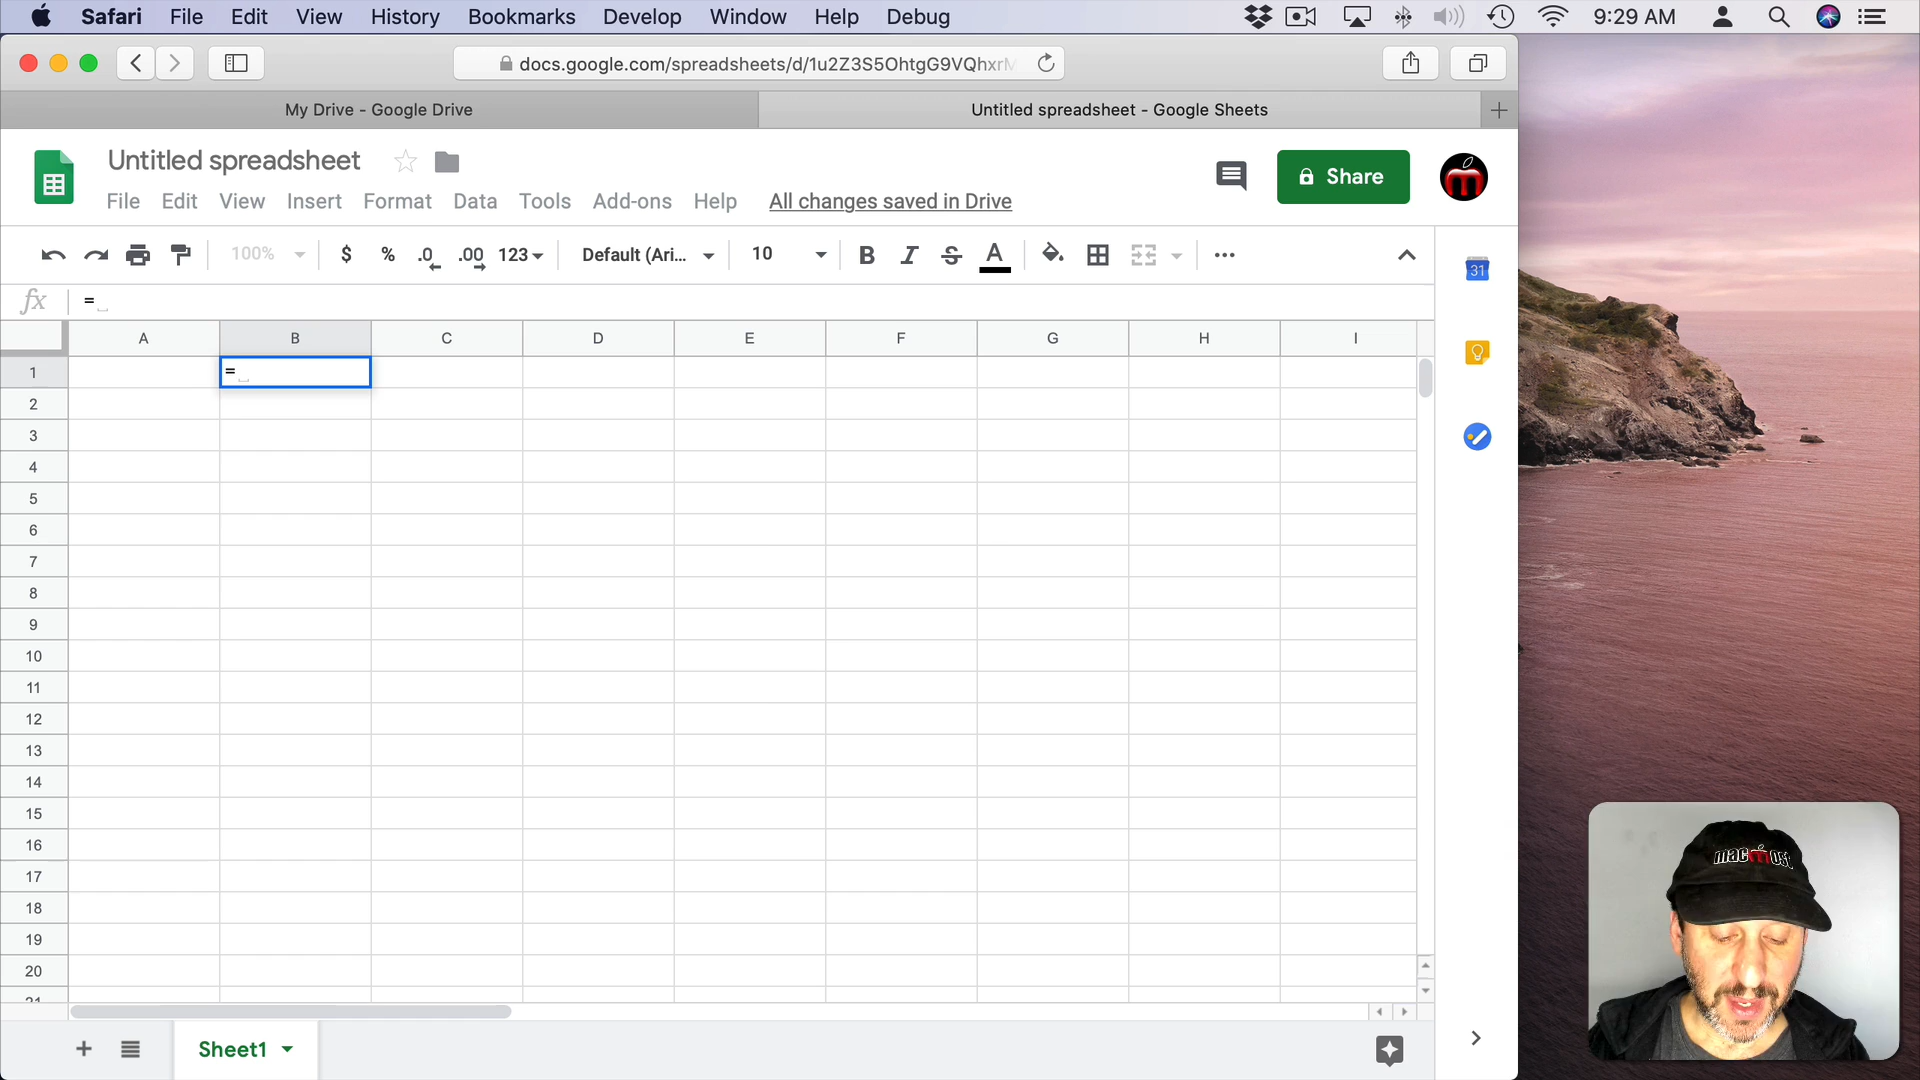 Safari File Edit View History Bookmarks Develop Window Help Debug 9:29 AM
docs.google.com/spreadsheets/d/1u2Z3S5OhtgG9VQhxrM
My Drive - Google Drive Untitled spreadsheet - Google Sheets
Untitled spreadsheet
Share
File Edit View Insert Format Data Tools Add-ons Help All changes saved in Drive
100% $ % .0 .00 123 Default (Ari... 10 B I S A
31
fx =
A B C D E F G H I
1 =
2
3
4
5
6
7
8
9
10
11
12
13
14
15
16
17
18
19
20
21
Sheet1
macmost